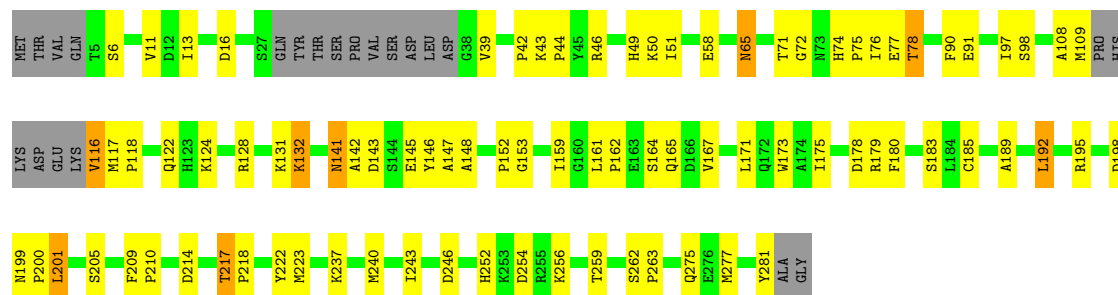 MET THR VAL GLN T5 S6 V11 D12 I13 D16 S27 GLN TYR THR SER PRO VAL SER ASP LEU ASP G38 V39 P42 K43 P44 Y45 R46 H49 K50 I51 E58 N65 T71 G72 N73 H74 P75 I76 E77 T78 F90 E91 I97 S98 A108 M109 PRO HIS
LYS ASP GLU LYS V116 M117 P118 Q122 H123 K124 R128 K131 K132 N141 A142 D143 S144 E145 Y146 A147 A148 P152 G153 I159 G160 L161 P162 E163 S164 Q165 D166 V167 L171 Q172 W173 A174 I175 D178 R179 F180 S183 L184 C185 A189 L192 R195 D198
N199 P200 L201 S205 F209 P210 D214 T217 P218 Y222 M223 K237 M240 I243 D246 H252 K253 D254 R255 K256 T259 S262 P263 Q275 E276 M277 Y281 ALA GLY